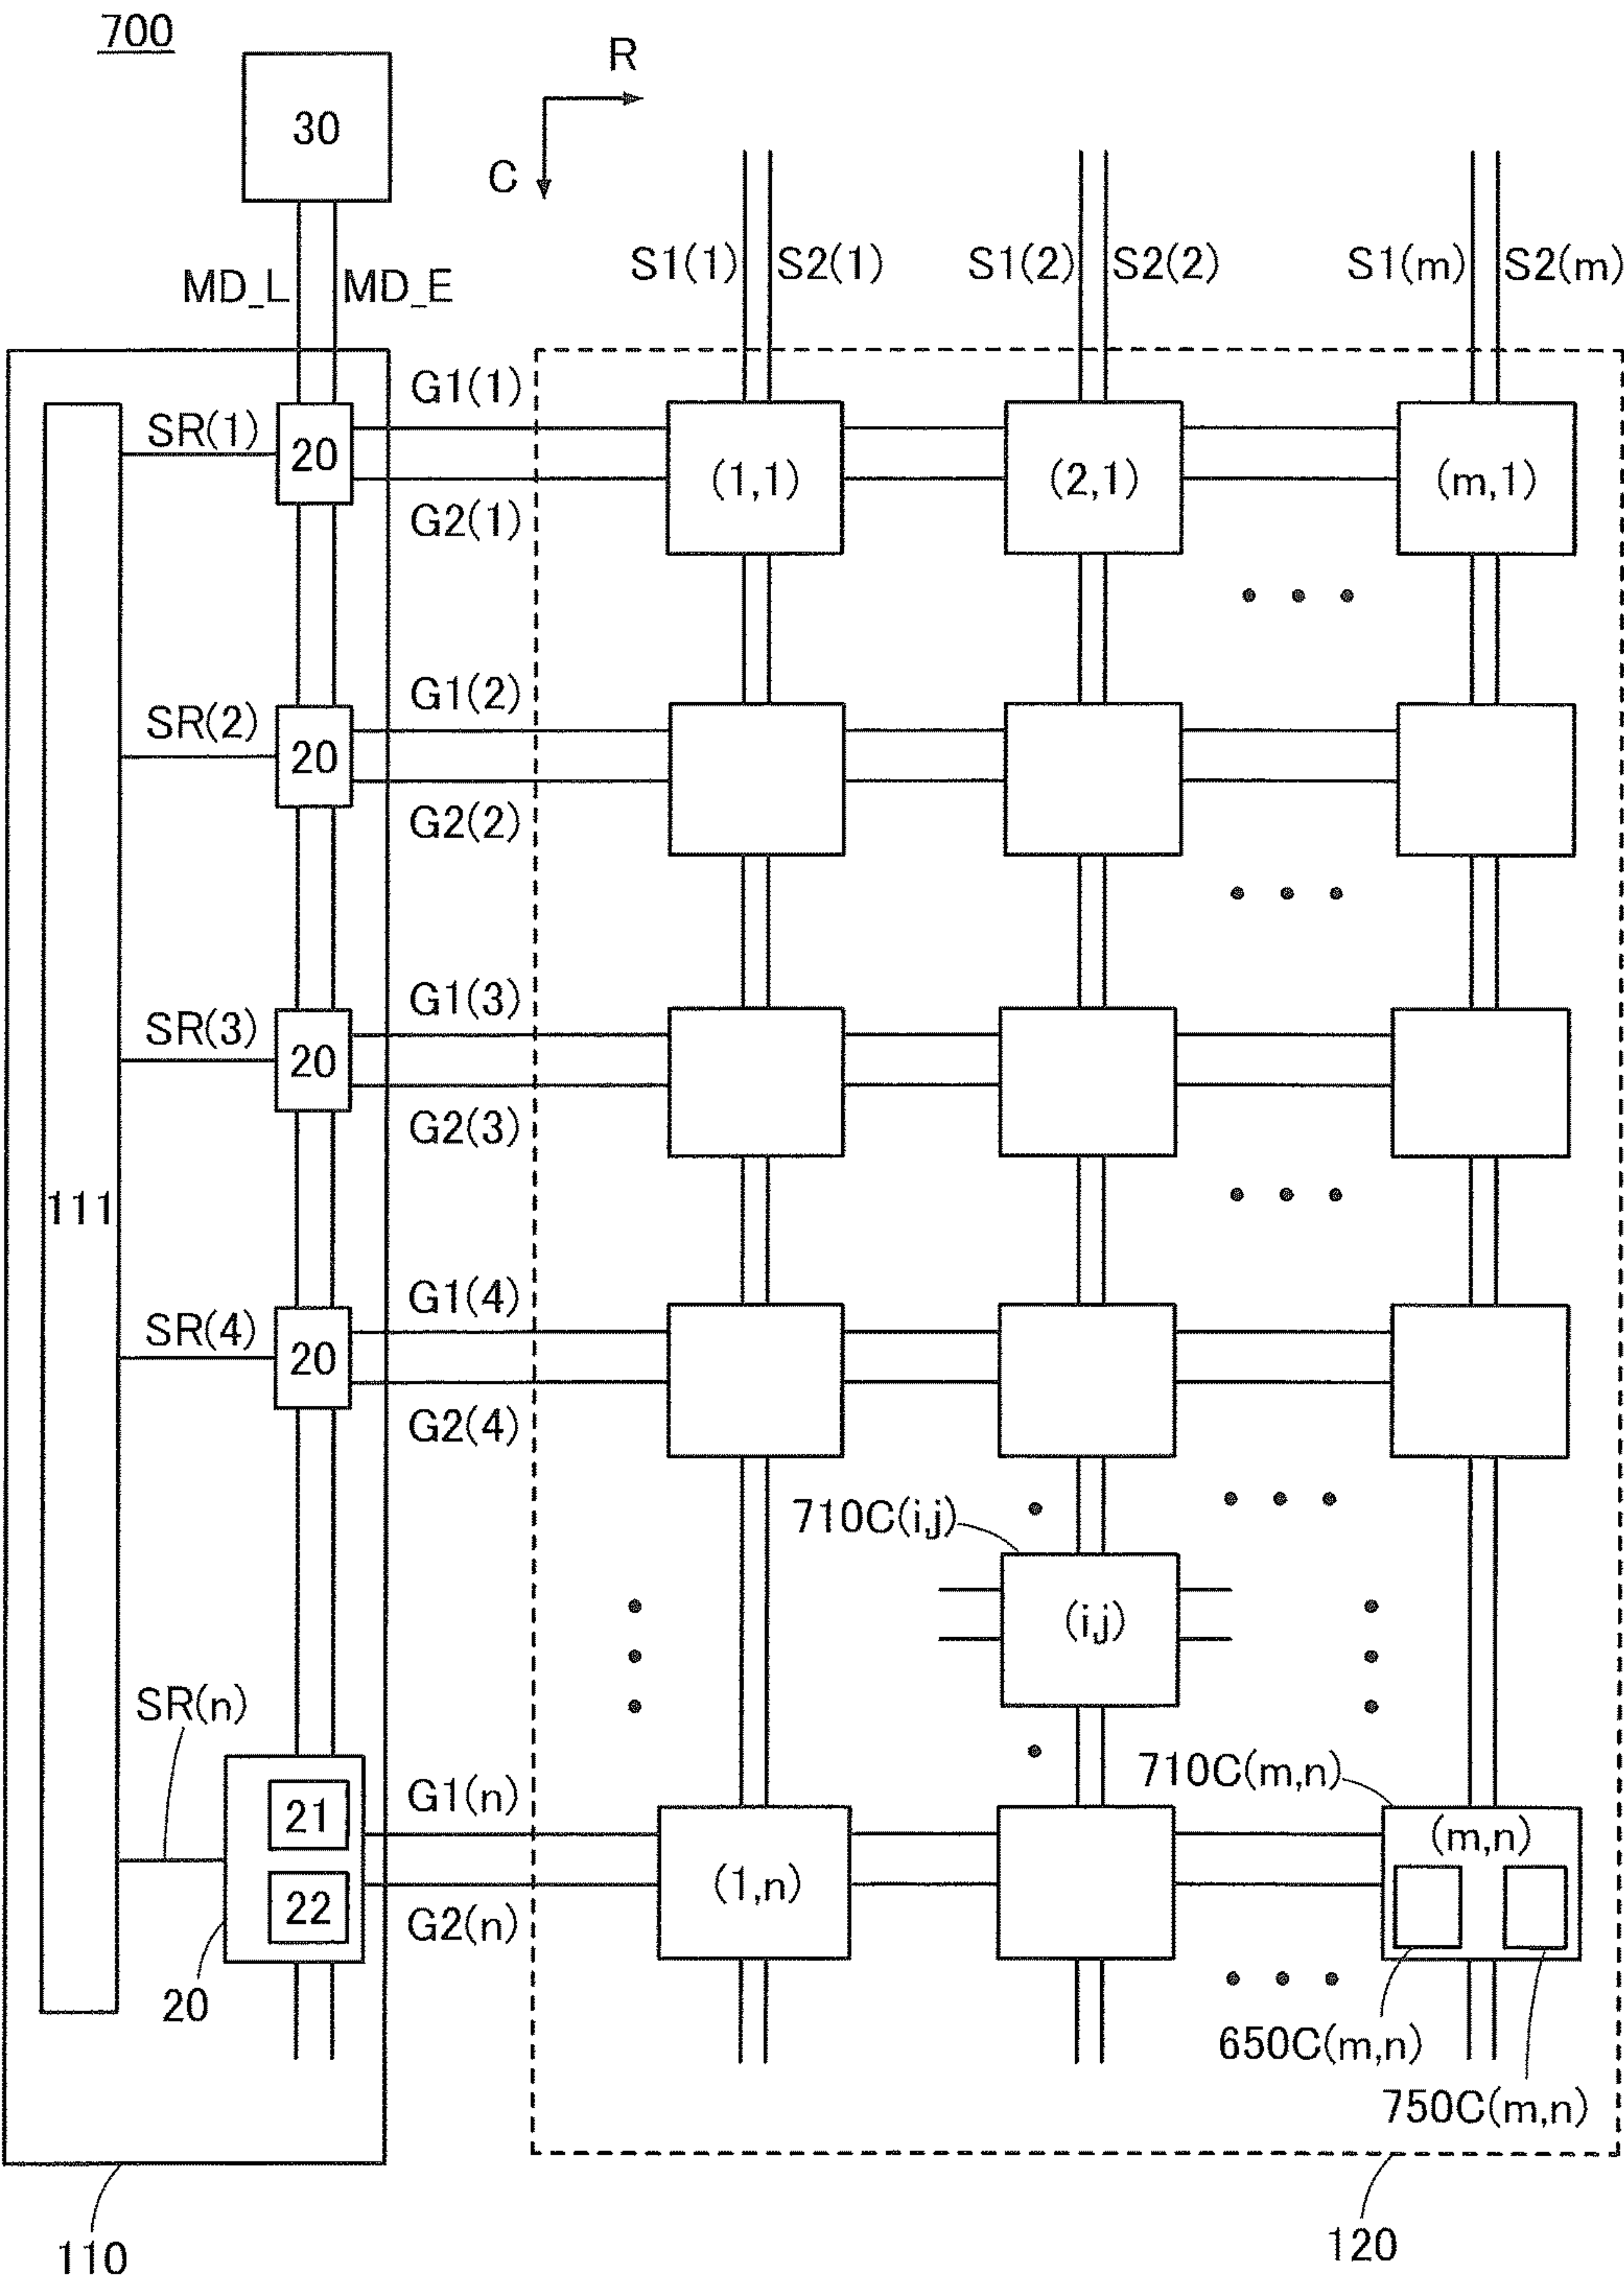 700
30
R
C
MD_L
MD_E
S1(1)
S2(1)
S1(2)
S2(2)
S1(m)
S2(m)
G1(1)
SR(1)
20
(1,1)
(2,1)
(m,1)
G2(1)
G1(2)
SR(2)
20
G2(2)
G1(3)
SR(3)
20
G2(3)
111
G1(4)
SR(4)
20
G2(4)
710C(i,j)
(i,j)
SR(n)
710C(m,n)
G1(n)
21
(m,n)
(1,n)
22
G2(n)
20
650C(m,n)
750C(m,n)
110
120